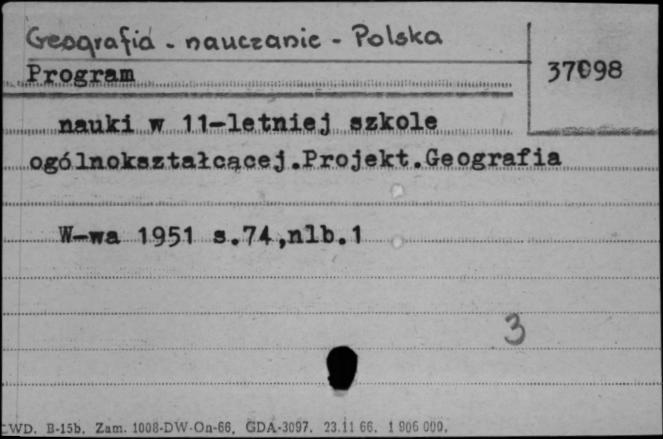 Geografia - nauczanie - Polska
Program
37098
nauki w 11-letniej szkole
ogólnokształcącej.Projekt.Geografia
W-wa 1951 s.74,nlb.1
3
CWD. B-15b. Zam. 1008-DW-On-66, GDA-3097. 23.11 66. 1 906 000.